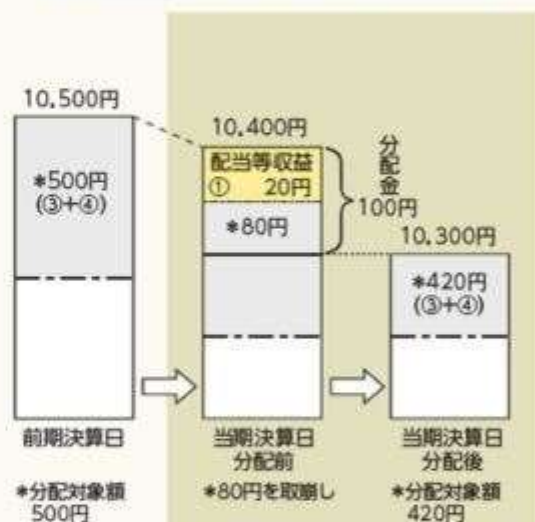 10,500円
*500円
(③+④)
前期決算日
*分配対象額
500円
10,400円
配当等収益
① 20円
*80円
分配金
100円
当期決算日
分配前
*80円を取崩し
10,300円
*420円
(③+④)
当期決算日
分配後
*分配対象額
420円